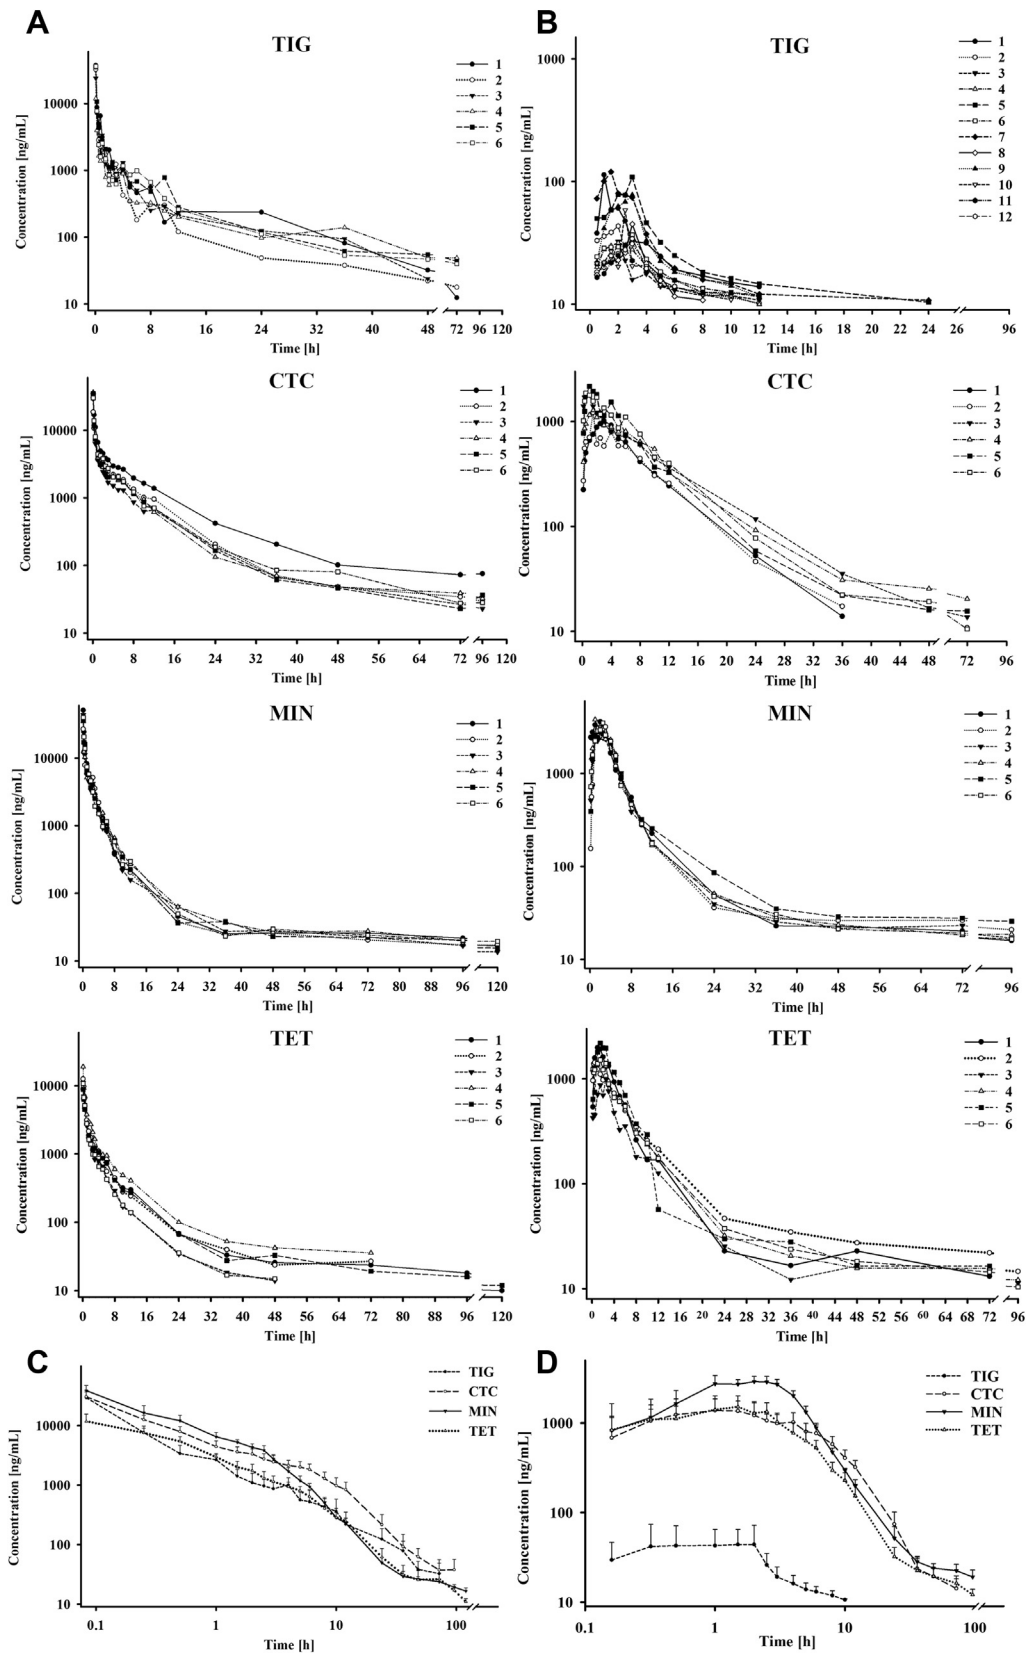 A
B
TIG
Concentration [ng/mL]
10000
1000
100
10
1
2
3
4
5
6
0 8 16 24 32 40 48 72 96 120
Time [h]
TIG
Concentration [ng/mL]
1000
100
10
1
2
3
4
5
6
7
8
9
10
11
12
0 2 4 6 8 10 12 14 16 18 20 22 24 26 96
Time [h]
CTC
Concentration [ng/mL]
10000
1000
100
10
1
2
3
4
5
6
0 8 16 24 32 40 48 56 64 72 96 120
Time [h]
CTC
Concentration [ng/mL]
1000
100
10
1
2
3
4
5
6
0 4 8 12 16 20 24 28 32 36 40 44 48 72 96
Time [h]
MIN
Concentration [ng/mL]
10000
1000
100
10
1
2
3
4
5
6
0 8 16 24 32 40 48 56 64 72 80 88 96 120
Time [h]
MIN
Concentration [ng/mL]
1000
100
10
1
2
3
4
5
6
0 8 16 24 32 40 48 56 64 72 96
Time [h]
TET
Concentration [ng/mL]
10000
1000
100
10
1
2
3
4
5
6
0 8 16 24 32 40 48 56 64 72 80 88 96 120
Time [h]
TET
Concentration [ng/mL]
1000
100
10
1
2
3
4
5
6
0 4 8 12 16 20 24 28 32 36 40 44 48 52 56 60 64 68 72 96
Time [h]
C
Concentration [ng/mL]
10000
1000
100
10
TIG
CTC
MIN
TET
0.1 1 10 100
Time [h]
D
Concentration [ng/mL]
1000
100
10
TIG
CTC
MIN
TET
0.1 1 10 100
Time [h]